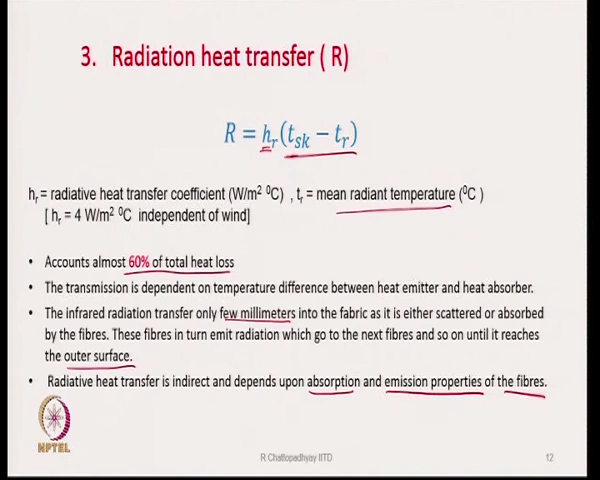 3. Radiation heat transfer ( R)
R = hᵣ(tₛₖ − tᵣ)
hᵣ = radiative heat transfer coefficient (W/m² ⁰C) , tᵣ = mean radiant temperature (⁰C )
[ hᵣ = 4 W/m² ⁰C independent of wind]
• Accounts almost 60% of total heat loss
• The transmission is dependent on temperature difference between heat emitter and heat absorber.
• The infrared radiation transfer only few millimeters into the fabric as it is either scattered or absorbed
by the fibres. These fibres in turn emit radiation which go to the next fibres and so on until it reaches
the outer surface.
• Radiative heat transfer is indirect and depends upon absorption and emission properties of the fibres.
NPTEL
R Chattopadhyay IITD
12